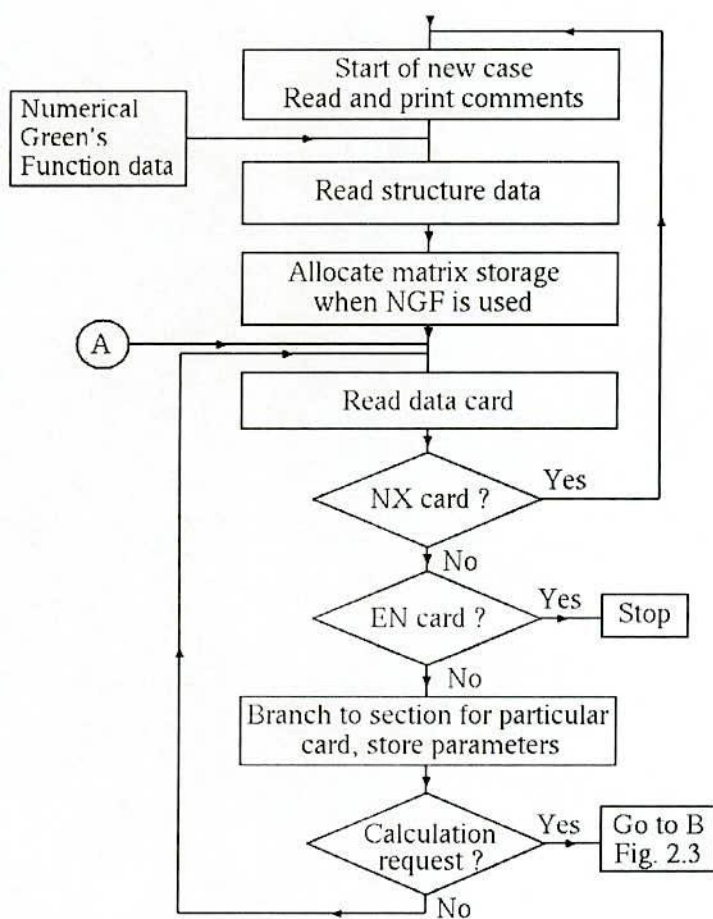 Start of new case
Read and print comments
Numerical
Green's
Function data
Read structure data
Allocate matrix storage
when NGF is used
A
Read data card
NX card ?
Yes
No
EN card ?
Yes
Stop
No
Branch to section for particular
card, store parameters
Calculation
request ?
Yes
Go to B
Fig. 2.3
No